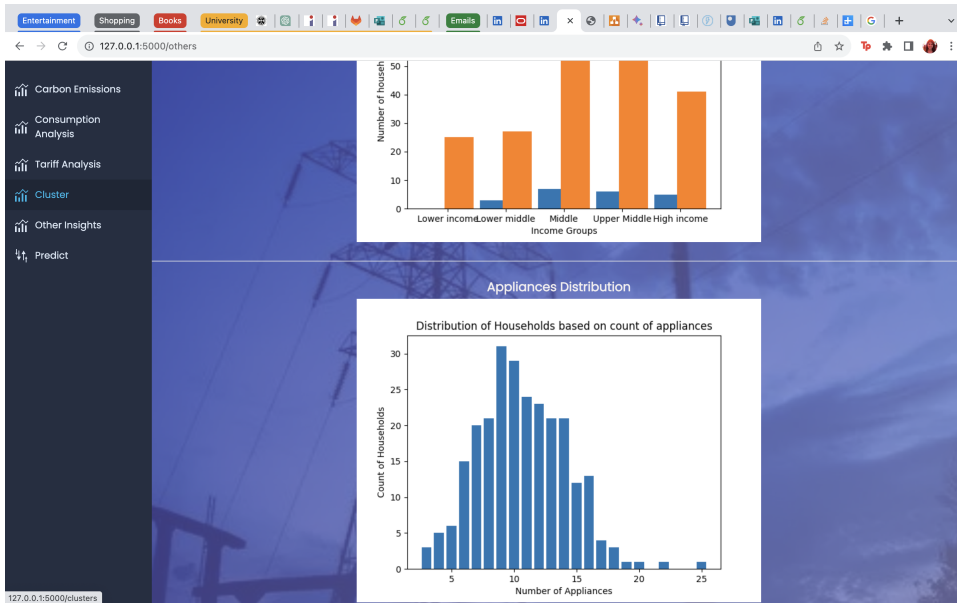 Entertainment
Shopping
Books
University
Emails
127.0.0.1:5000/others
Carbon Emissions
Consumption
Analysis
Tariff Analysis
Cluster
Other Insights
Predict
Number of househ
50
40
30
20
10
0
Lower income Lower middle Middle Upper Middle High income
Income Groups
Appliances Distribution
Distribution of Households based on count of appliances
Count of Households
30
25
20
15
10
5
0
5 10 15 20 25
Number of Appliances
127.0.0.1:5000/clusters